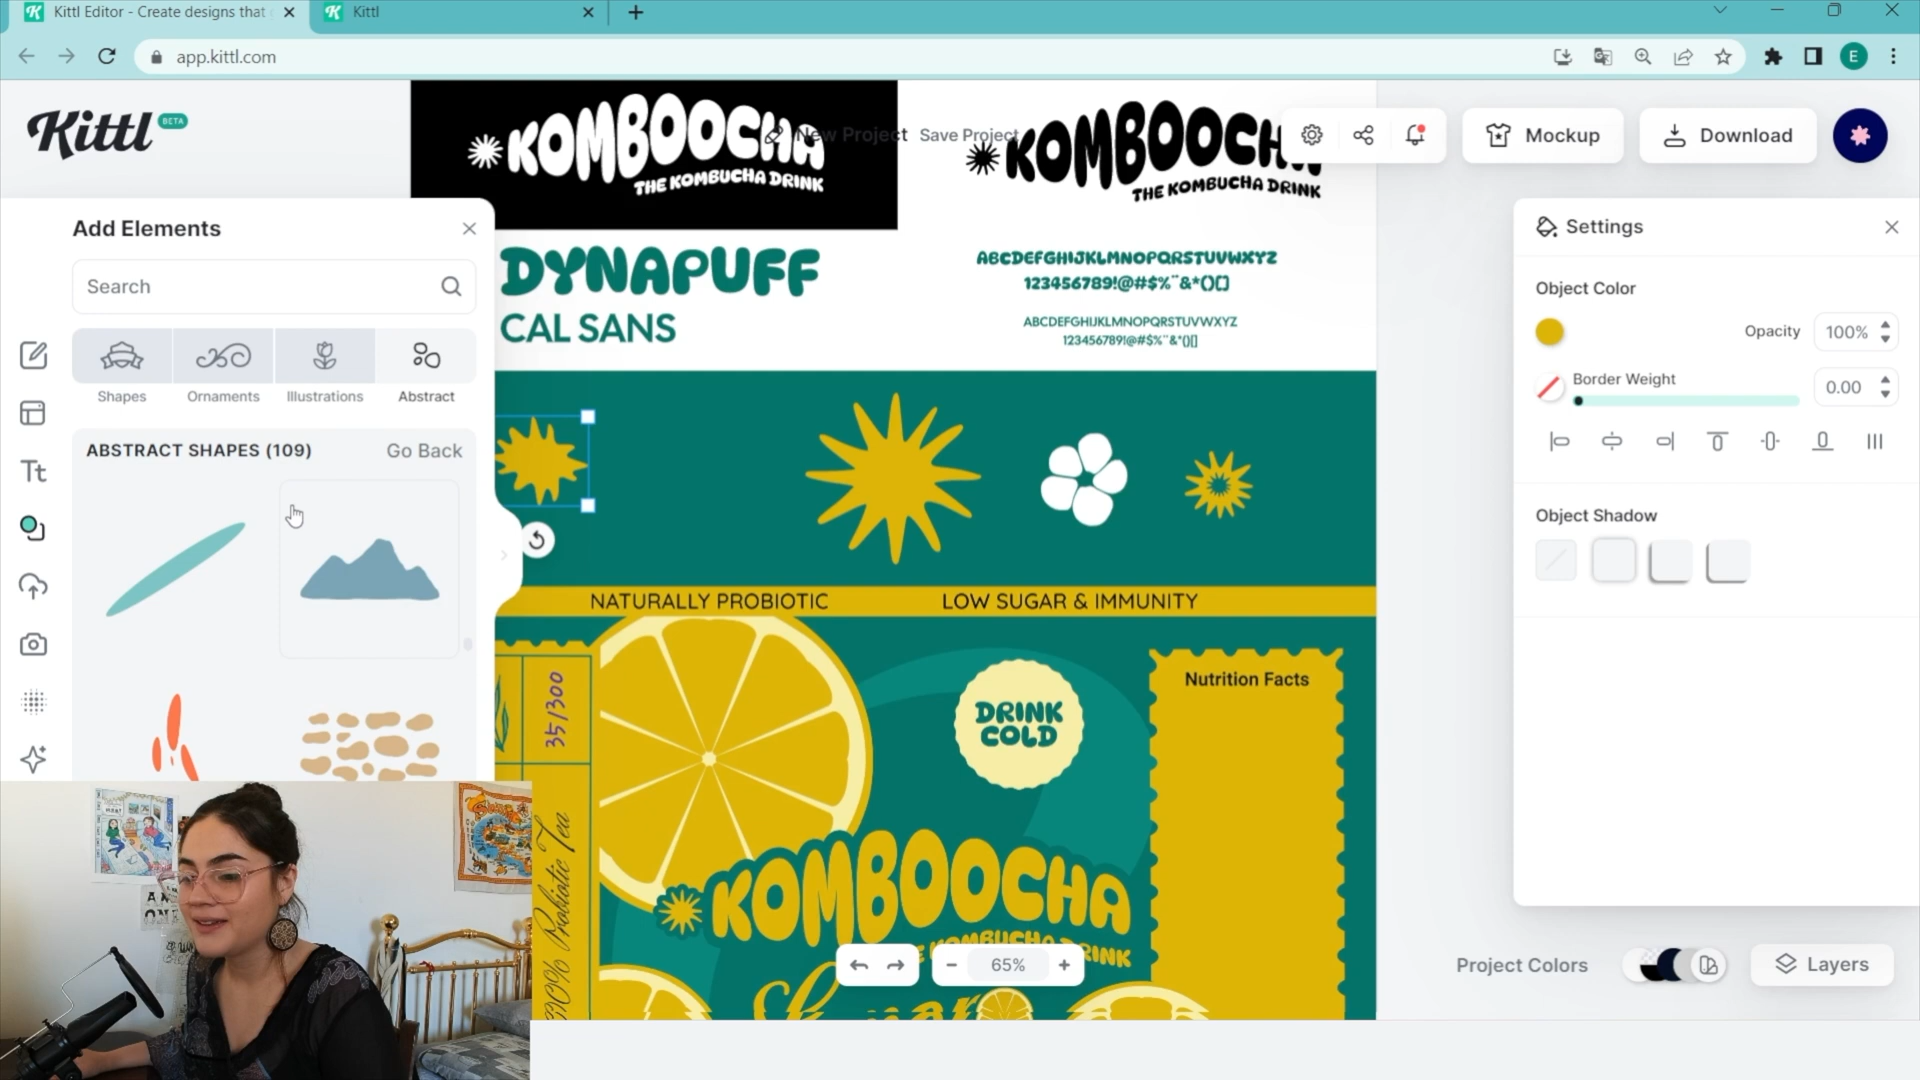 Kittl Editor - Create designs that
Kittl
app.kittl.com
E
Kittl BETA
KOMBOOCHA
THE KOMBUCHA DRINK
New Project
Save Project
KOMBOOCHA
THE KOMBUCHA DRINK
Mockup
Download
Add Elements
Search
Shapes
Ornaments
Illustrations
Abstract
ABSTRACT SHAPES (109)
Go Back
Tt
DYNAPUFF
CAL SANS
ABCDEFGHIJKLMNOPQRSTUVWXYZ
123456789!@#$%¨&*()[]
ABCDEFGHIJKLMNOPQRSTUVWXYZ
123456789!@#$%¨&*()[]
NATURALLY PROBIOTIC
LOW SUGAR & IMMUNITY
35/300
Probiotic Tea
DRINK
COLD
Nutrition Facts
KOMBOOCHA
KOMBUCHA DRINK
65%
Settings
Object Color
Opacity
100%
Border Weight
0.00
Object Shadow
Project Colors
Layers